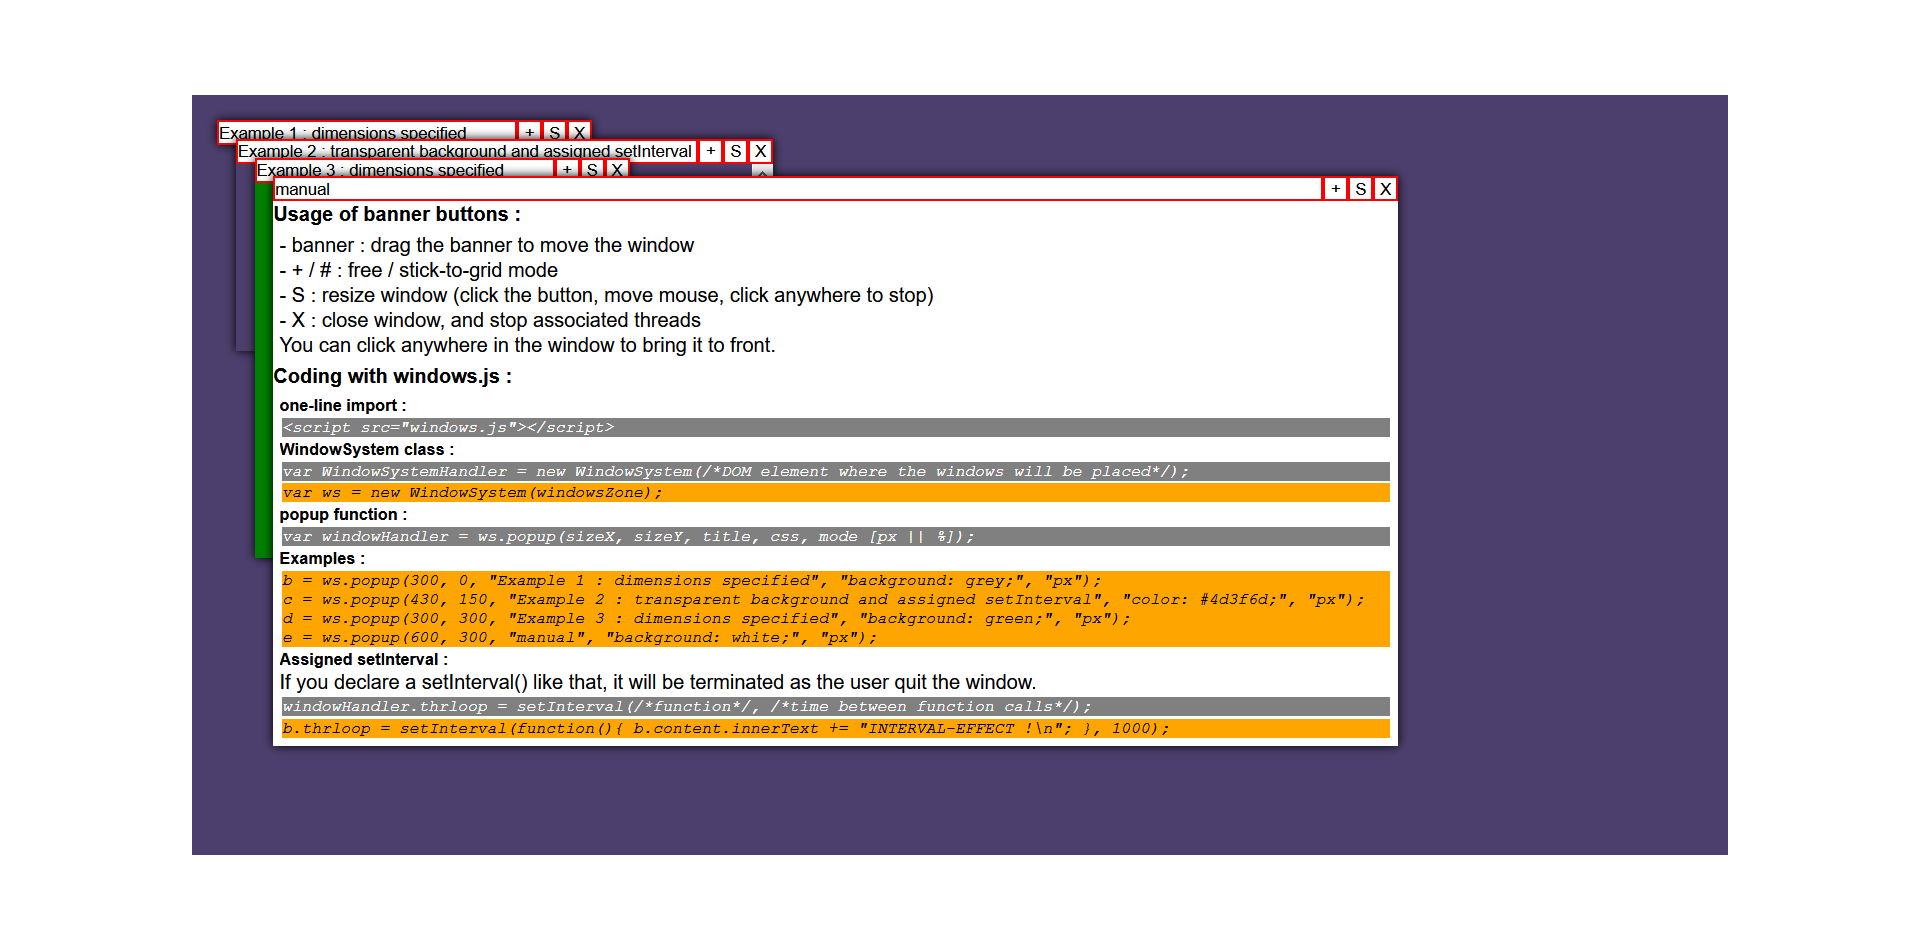 Example 1 : dimensions specified + S X
Example 2 : transparent background and assigned setInterval + S X
Example 3 : dimensions specified + S X
manual + S X
Usage of banner buttons :
- banner : drag the banner to move the window
- + / # : free / stick-to-grid mode
- S : resize window (click the button, move mouse, click anywhere to stop)
- X : close window, and stop associated threads
You can click anywhere in the window to bring it to front.
Coding with windows.js :
one-line import :
<script src="windows.js"></script>
WindowSystem class :
var WindowSystemHandler = new WindowSystem(/*DOM element where the windows will be placed*/);
var ws = new WindowSystem(windowsZone);
popup function :
var windowHandler = ws.popup(sizeX, sizeY, title, css, mode [px || %]);
Examples :
b = ws.popup(300, 0, "Example 1 : dimensions specified", "background: grey;", "px");
c = ws.popup(430, 150, "Example 2 : transparent background and assigned setInterval", "color: #4d3f6d;", "px");
d = ws.popup(300, 300, "Example 3 : dimensions specified", "background: green;", "px");
e = ws.popup(600, 300, "manual", "background: white;", "px");
Assigned setInterval :
If you declare a setInterval() like that, it will be terminated as the user quit the window.
windowHandler.thrloop = setInterval(/*function*/, /*time between function calls*/);
b.thrloop = setInterval(function(){ b.content.innerText += "INTERVAL-EFFECT !\n"; }, 1000);